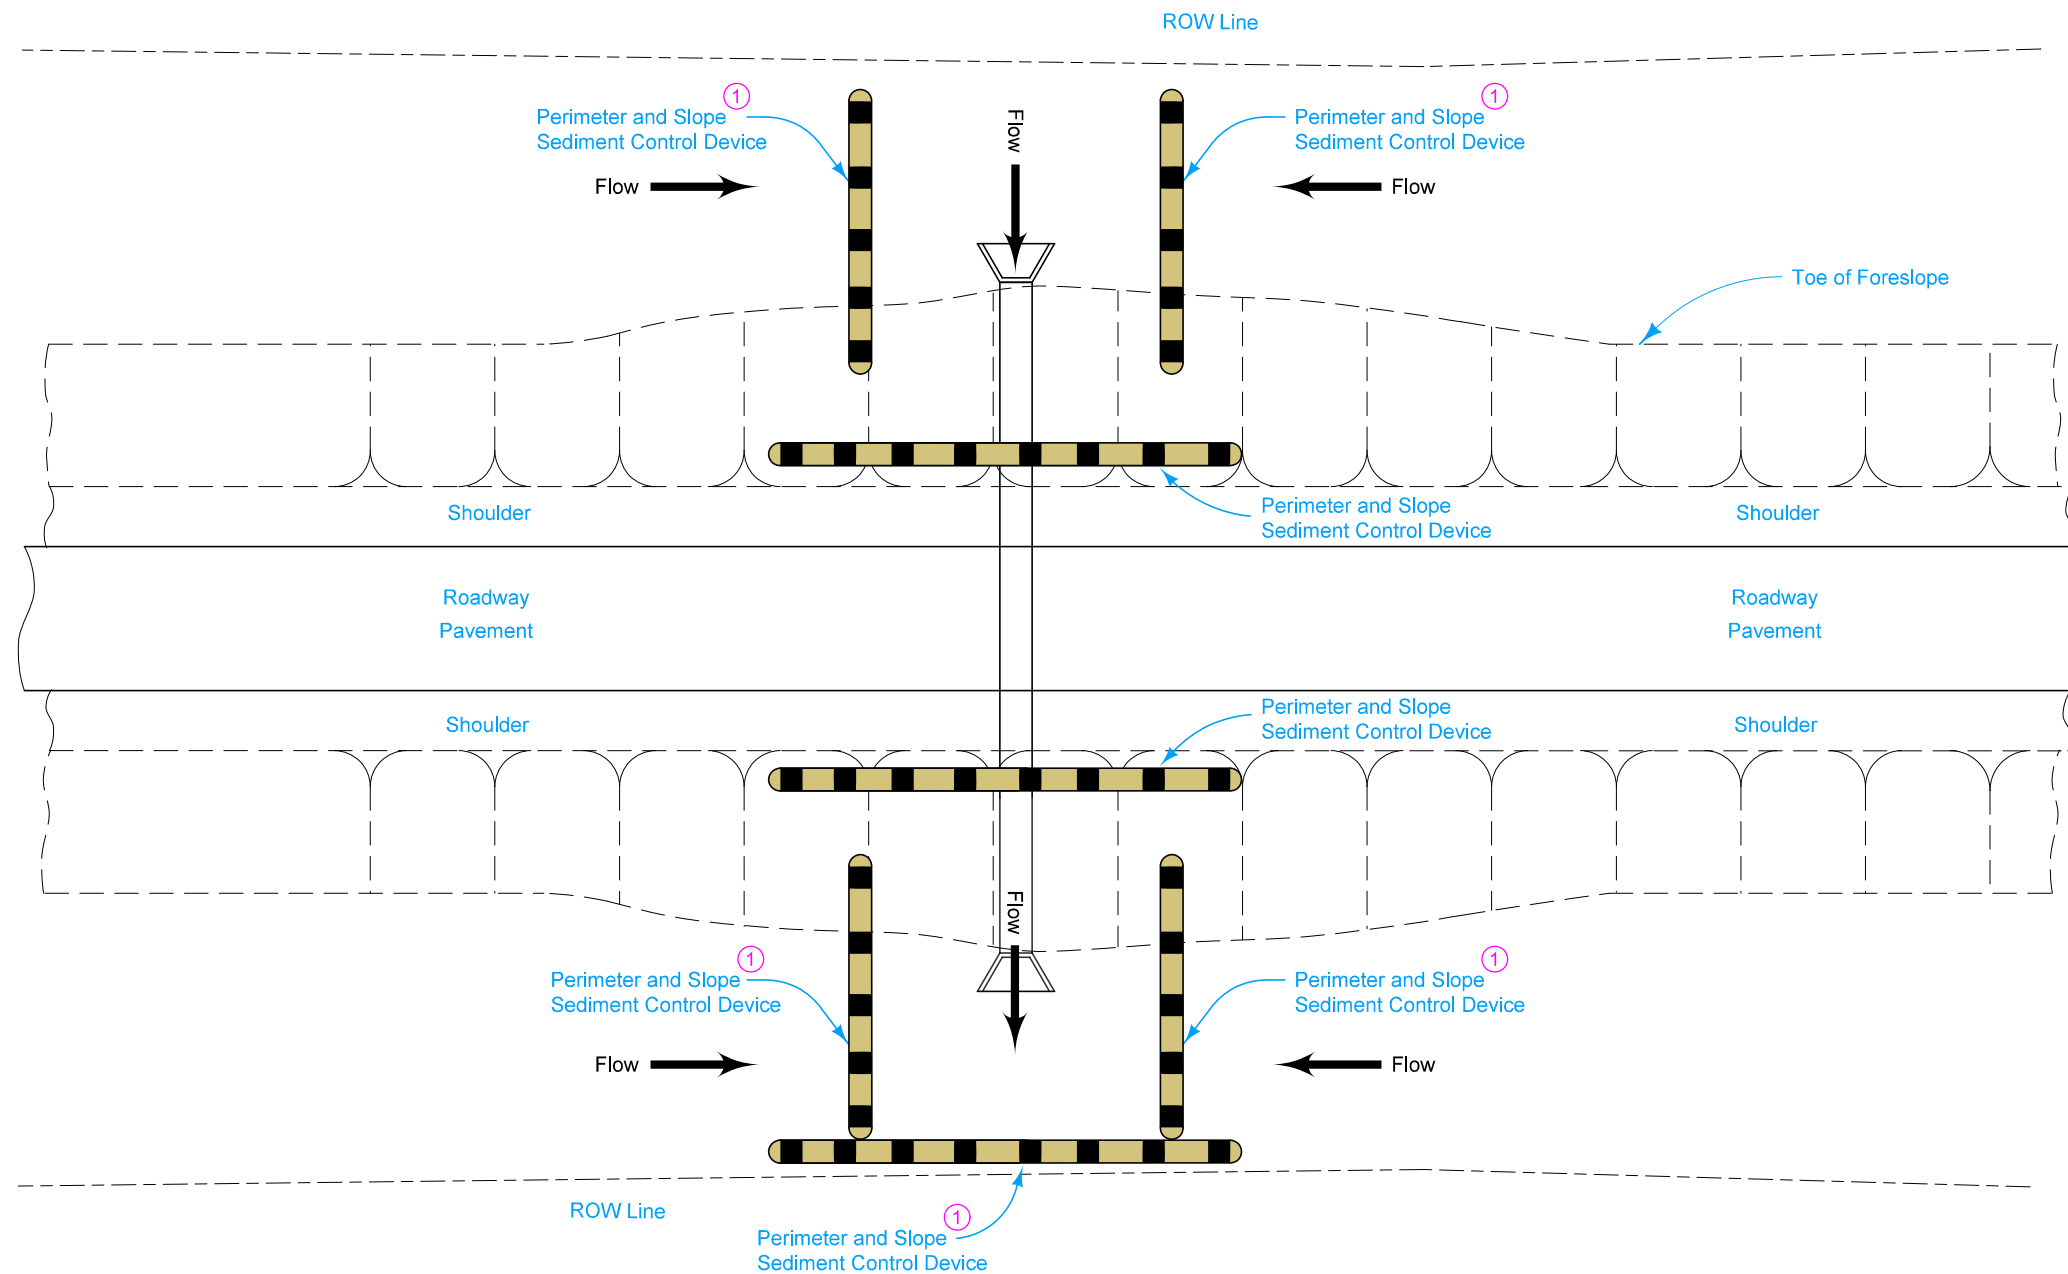 ROW Line
1
Perimeter and Slope
Sediment Control Device
Flow
1
Perimeter and Slope
Sediment Control Device
Flow
Flow
Toe of Foreslope
Shoulder
Perimeter and Slope
Sediment Control Device
Shoulder
Roadway
Pavement
Roadway
Pavement
Shoulder
Perimeter and Slope
Sediment Control Device
Shoulder
Flow
1
Perimeter and Slope
Sediment Control Device
1
Perimeter and Slope
Sediment Control Device
Flow
Flow
ROW Line
1
Perimeter and Slope
Sediment Control Device